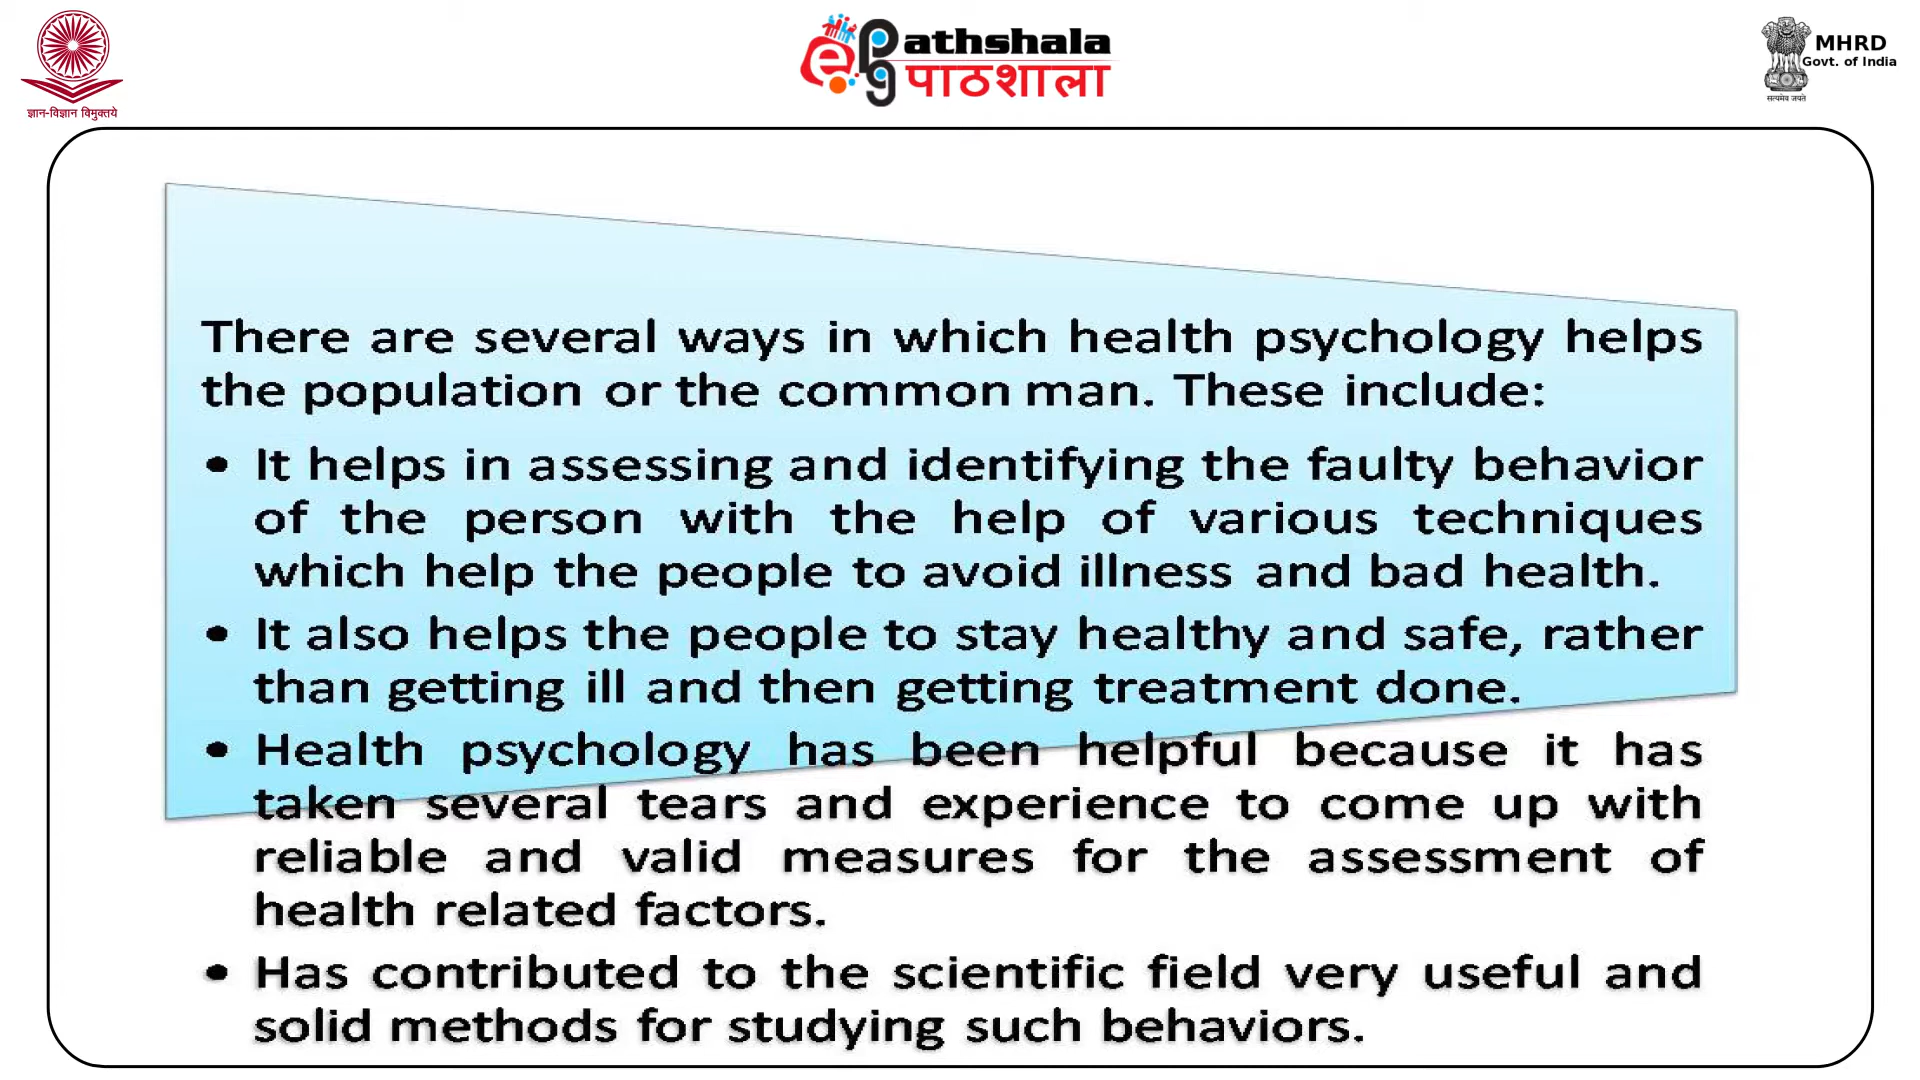 ज्ञान-विज्ञान विमुक्तये
ePathshala
पाठशाला
MHRD
Govt. of India
सत्यमेव जयते
There are several ways in which health psychology helps
the population or the common man. These include:
• It helps in assessing and identifying the faulty behavior
of the person with the help of various techniques
which help the people to avoid illness and bad health.
• It also helps the people to stay healthy and safe, rather
than getting ill and then getting treatment done.
• Health psychology has been helpful because it has
taken several tears and experience to come up with
reliable and valid measures for the assessment of
health related factors.
• Has contributed to the scientific field very useful and
solid methods for studying such behaviors.